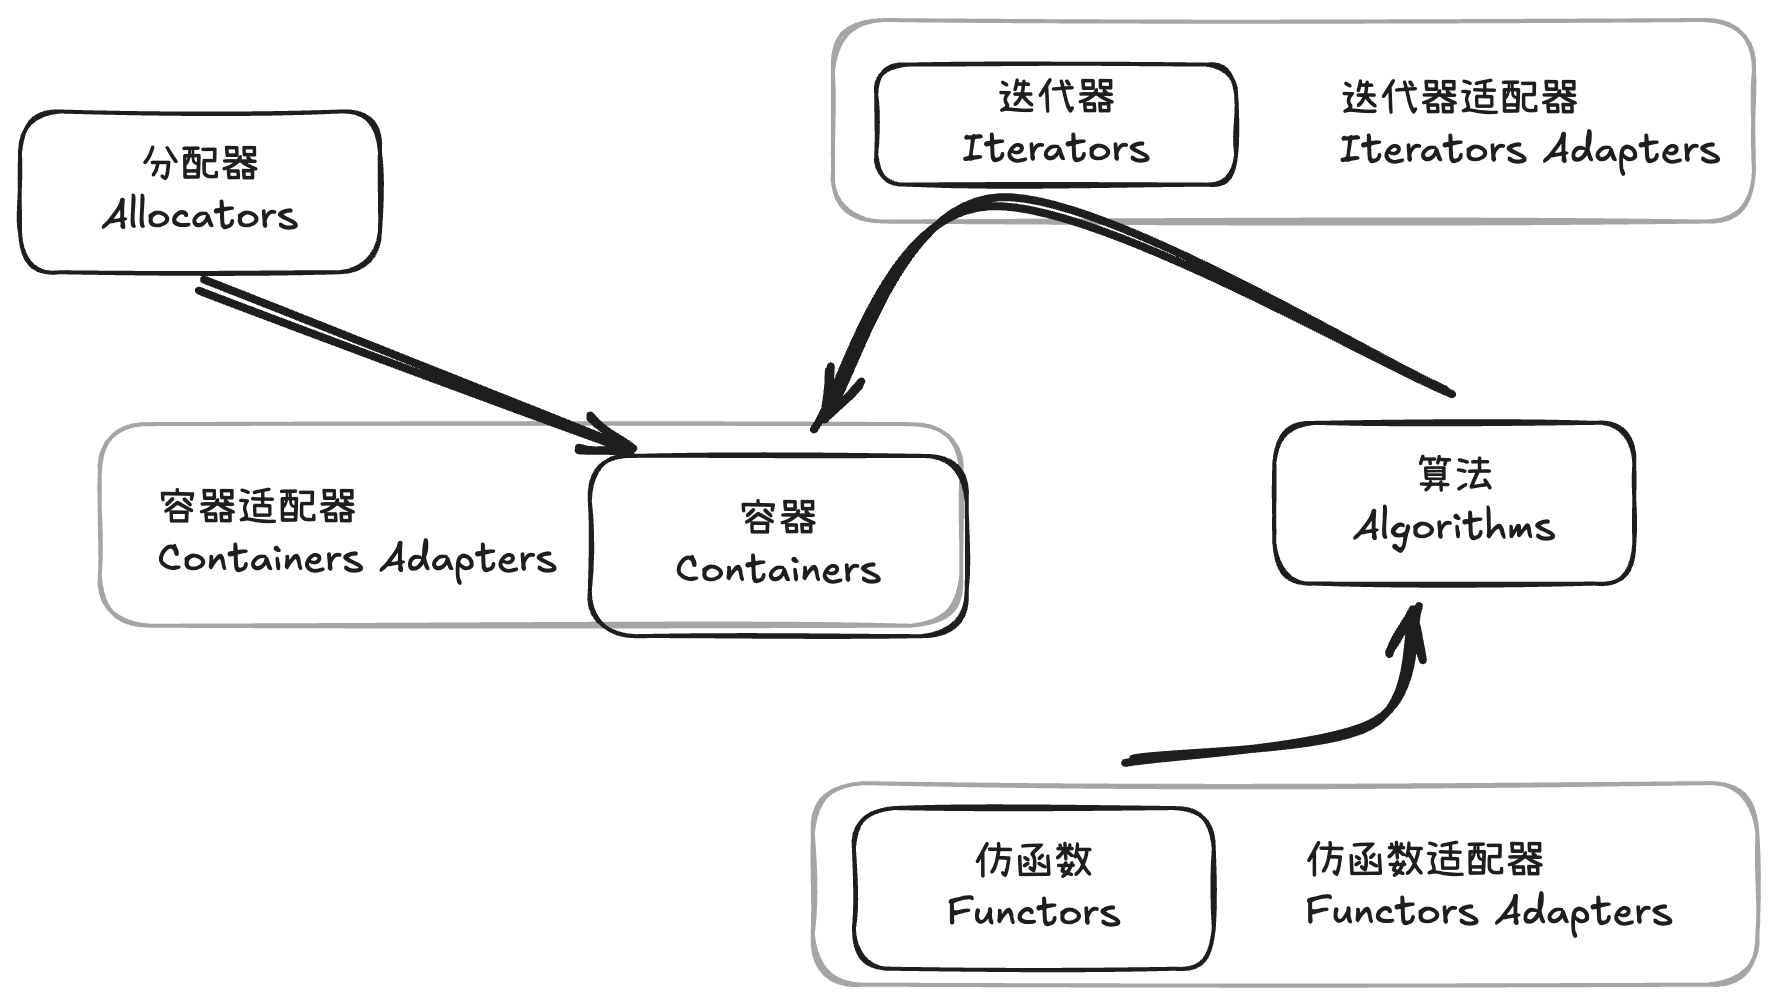 迭代器
Iterators
迭代器适配器
Iterators Adapters
分配器
Allocators
容器适配器
Containers Adapters
容器
Containers
算法
Algorithms
仿函数
Functors
仿函数适配器
Functors Adapters